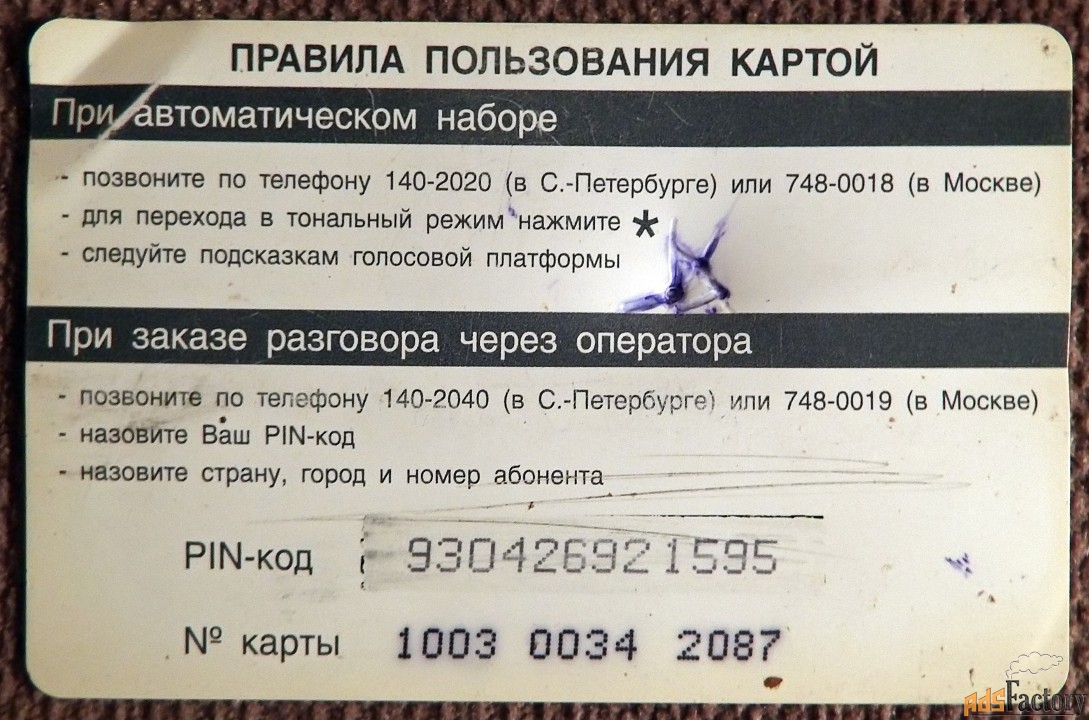 ПРАВИЛА ПОЛЬЗОВАНИЯ КАРТОЙ
При автоматическом наборе
- позвоните по телефону 140-2020 (в С.-Петербурге) или 748-0018 (в Москве)
- для перехода в тональный режим нажмите *
- следуйте подсказкам голосовой платформы
При заказе разговора через оператора
- позвоните по телефону 140-2040 (в С.-Петербурге) или 748-0019 (в Москве)
- назовите Ваш PIN-код
- назовите страну, город и номер абонента
PIN-код 930426921595
№ карты 1003 0034 2087
AdsFactory